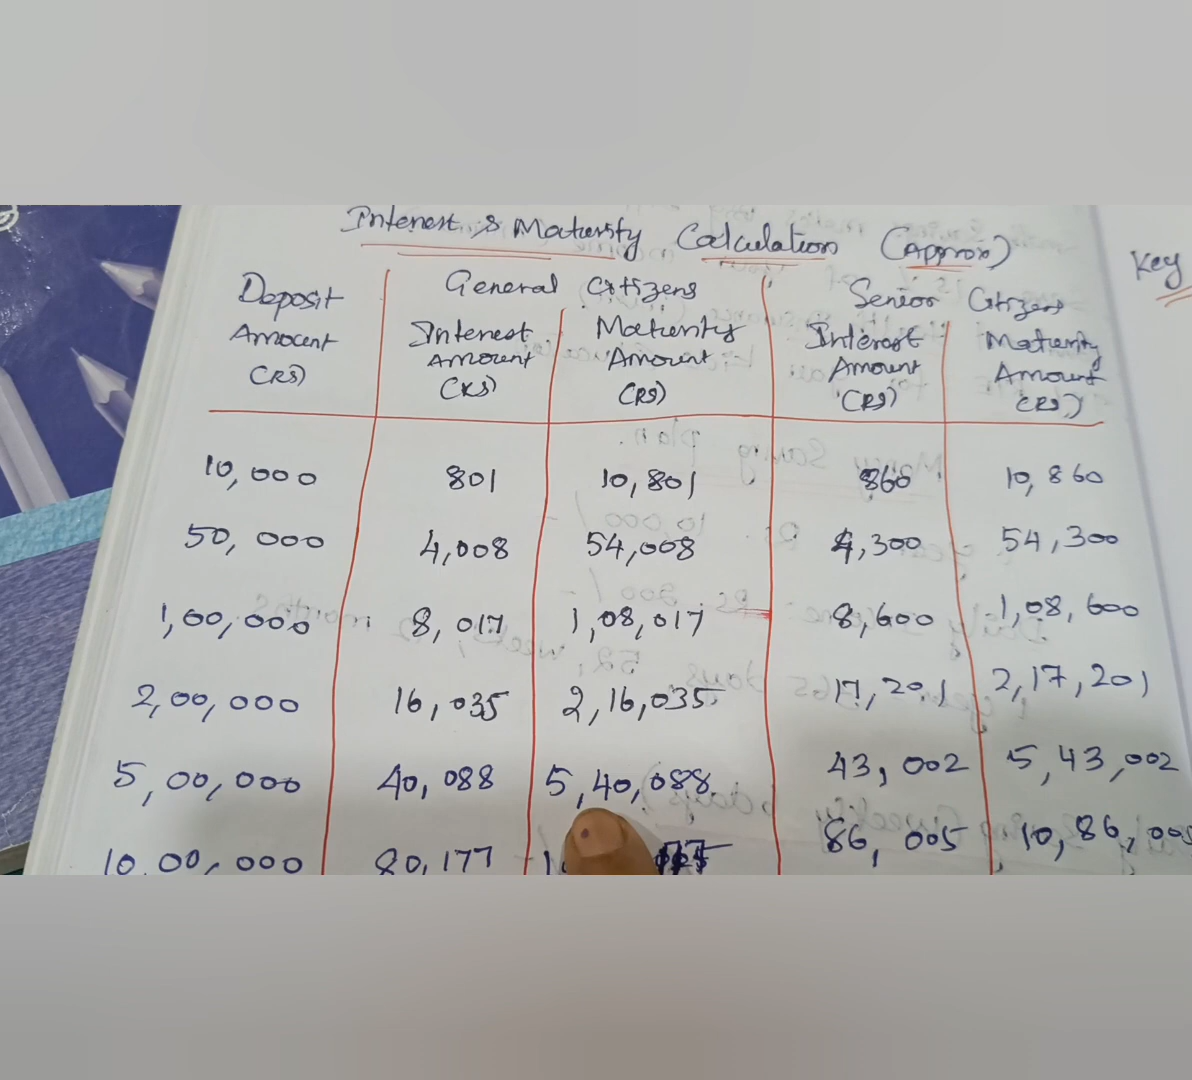 Interest & Maturity Calculation (Approx)
Key
Deposit Amount (RS)
General Citizens
Senior Citizens
Interest Amount (RS)
Maturity Amount (RS)
Interest Amount (RS)
Maturity Amount (RS)
10,000 801 10,801 860 10,860
50,000 4,008 54,008 4,300 54,300
1,00,000 8,017 1,08,017 8,600 1,08,600
2,00,000 16,035 2,16,035 17,201 2,17,201
5,00,000 40,088 5,40,088 43,002 5,43,002
10,00,000 80,177 86,005 10,86,005